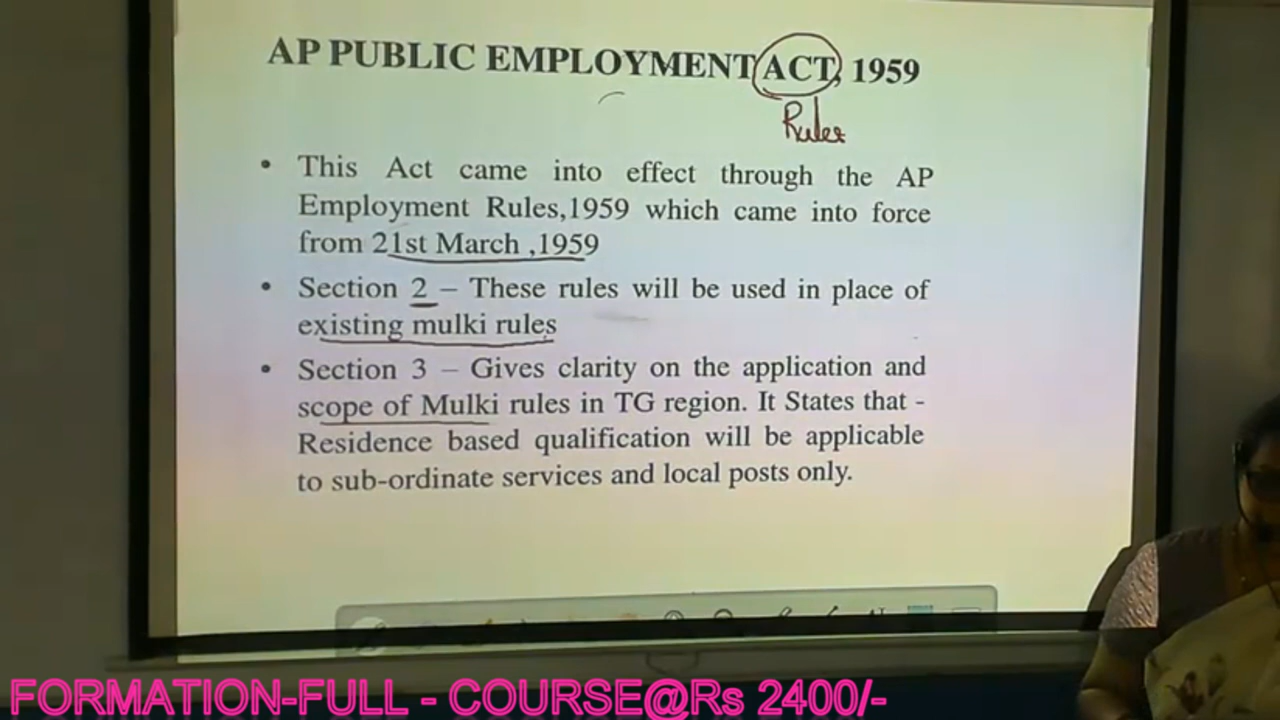 AP PUBLIC EMPLOYMENT ACT, 1959
Rules
• This Act came into effect through the AP
Employment Rules,1959 which came into force
from 21st March ,1959
• Section 2 – These rules will be used in place of
existing mulki rules
• Section 3 – Gives clarity on the application and
scope of Mulki rules in TG region. It States that -
Residence based qualification will be applicable
to sub-ordinate services and local posts only.
FORMATION-FULL - COURSE@Rs 2400/-